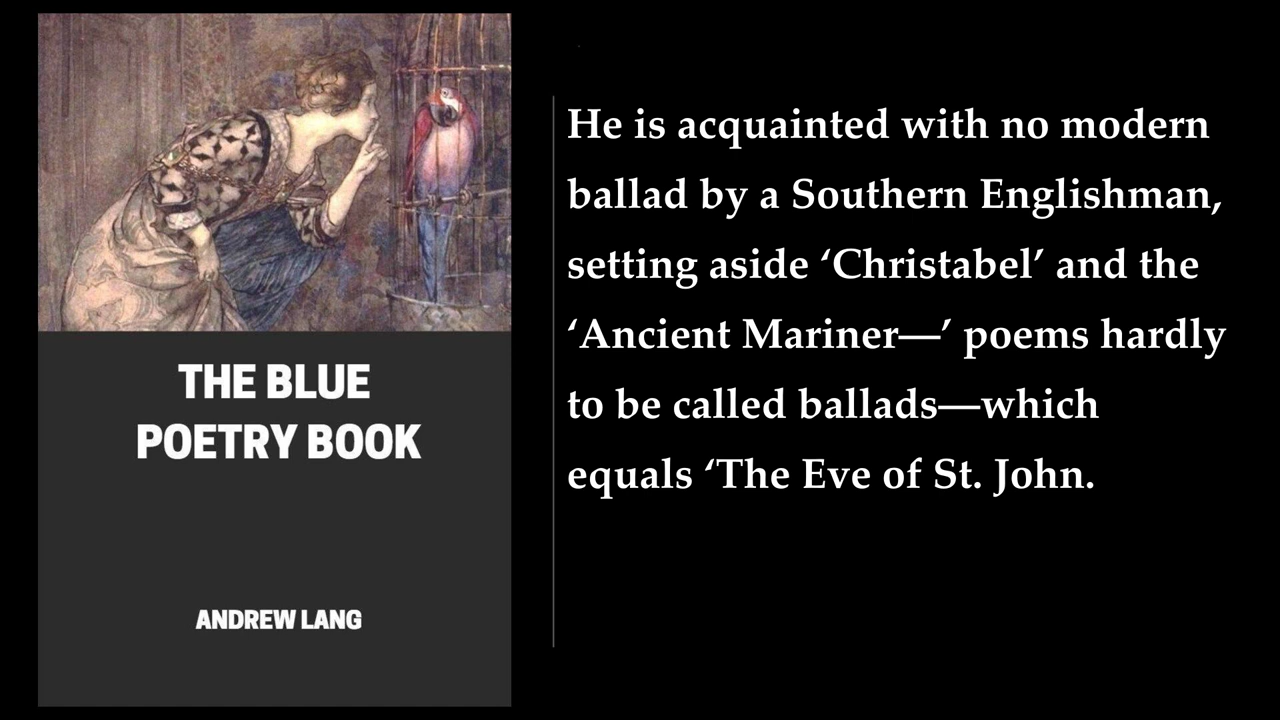 THE BLUE
POETRY BOOK
ANDREW LANG
He is acquainted with no modern
ballad by a Southern Englishman,
setting aside ‘Christabel’ and the
‘Ancient Mariner—’ poems hardly
to be called ballads—which
equals ‘The Eve of St. John.